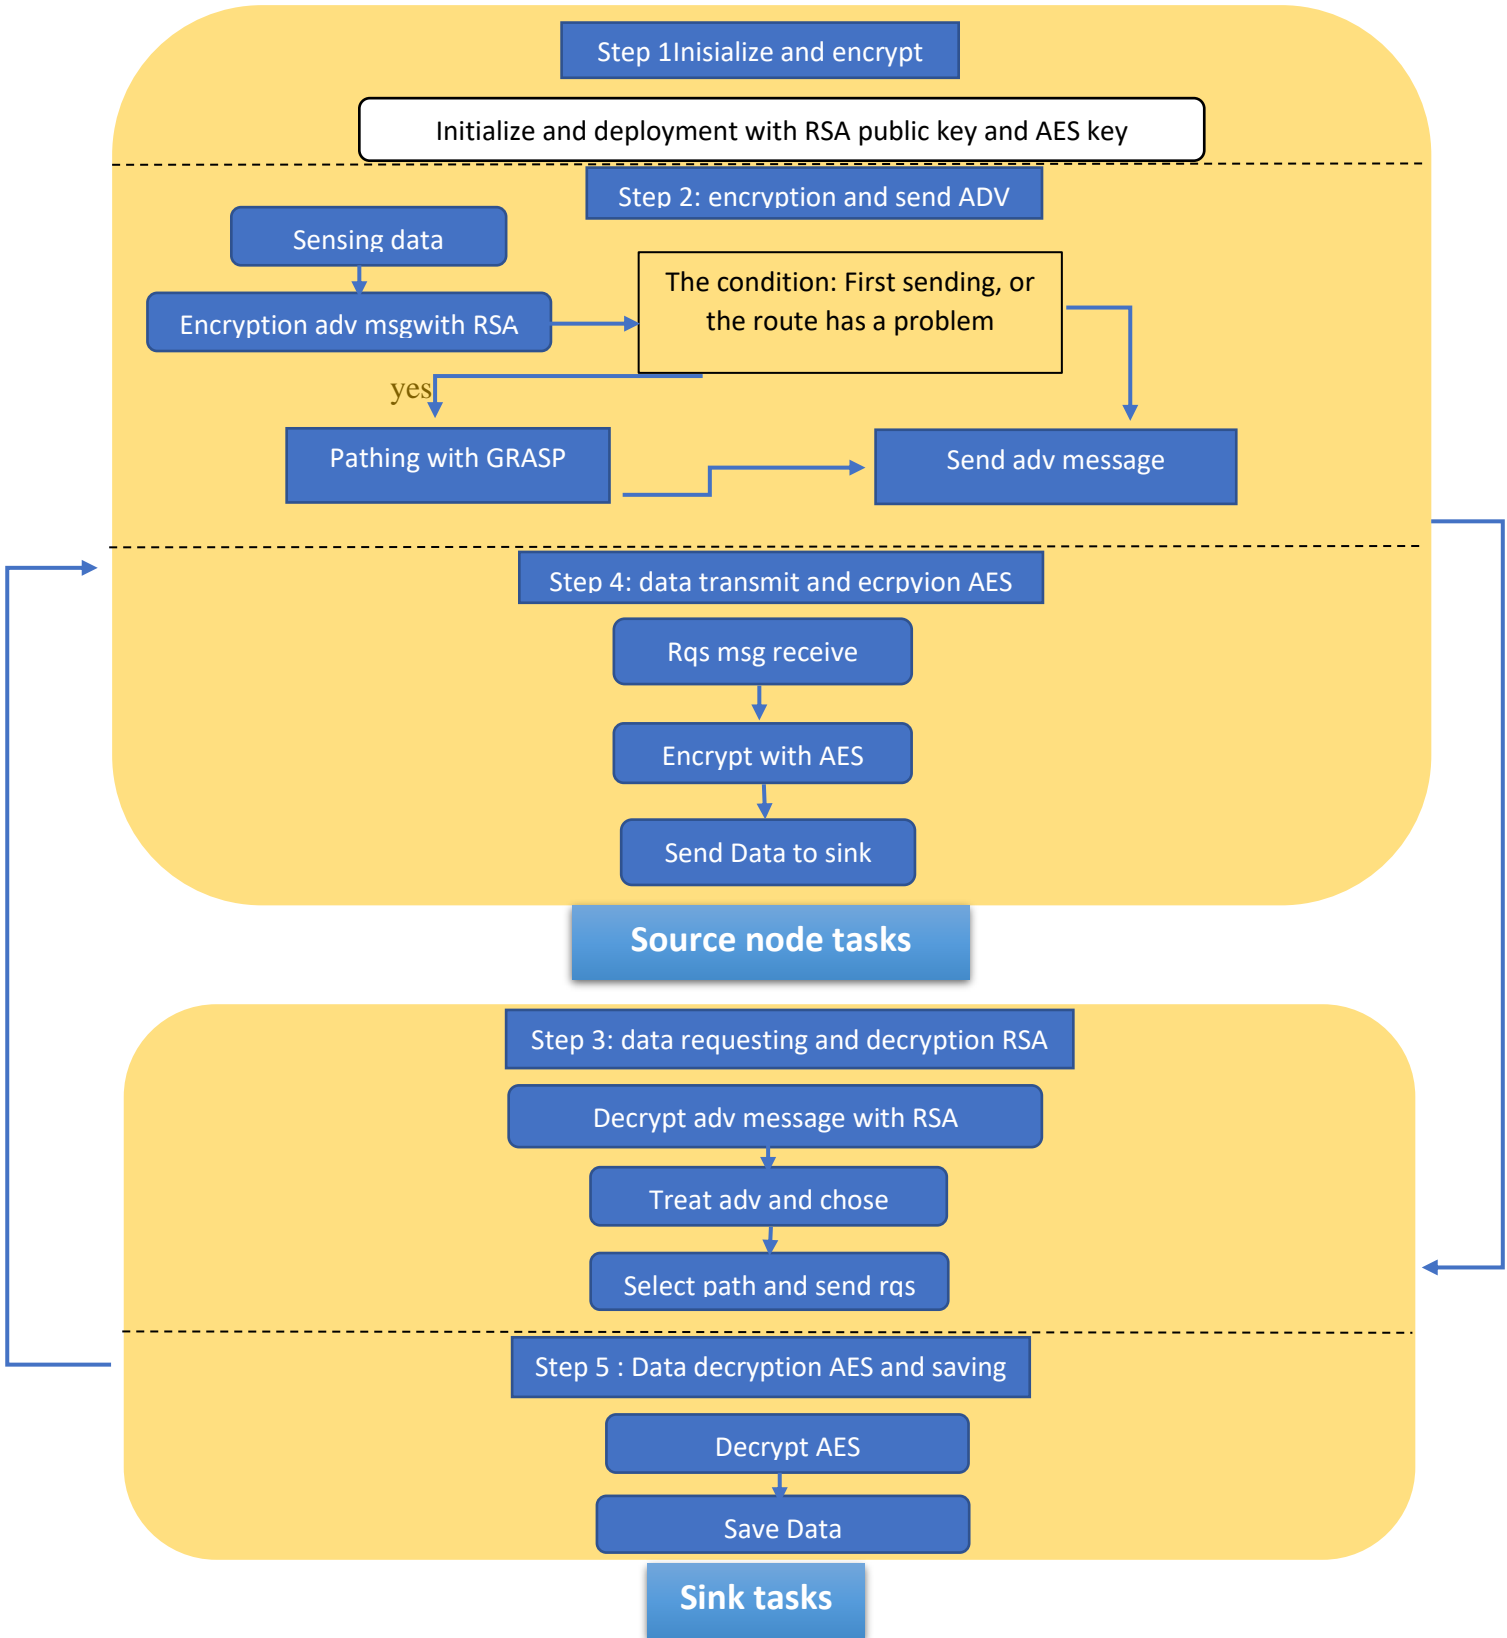 Step 1Inisialize and encrypt
Initialize and deployment with RSA public key and AES key
Step 2: encryption and send ADV
Sensing data
The condition: First sending, or
the route has a problem
Encryption adv msgwith RSA
yes
Pathing with GRASP
Send adv message
Step 4: data transmit and ecrpyion AES
Rqs msg receive
Encrypt with AES
Send Data to sink
Source node tasks
Step 3: data requesting and decryption RSA
Decrypt adv message with RSA
Treat adv and chose
Select path and send rqs
Step 5 : Data decryption AES and saving
Decrypt AES
Save Data
Sink tasks